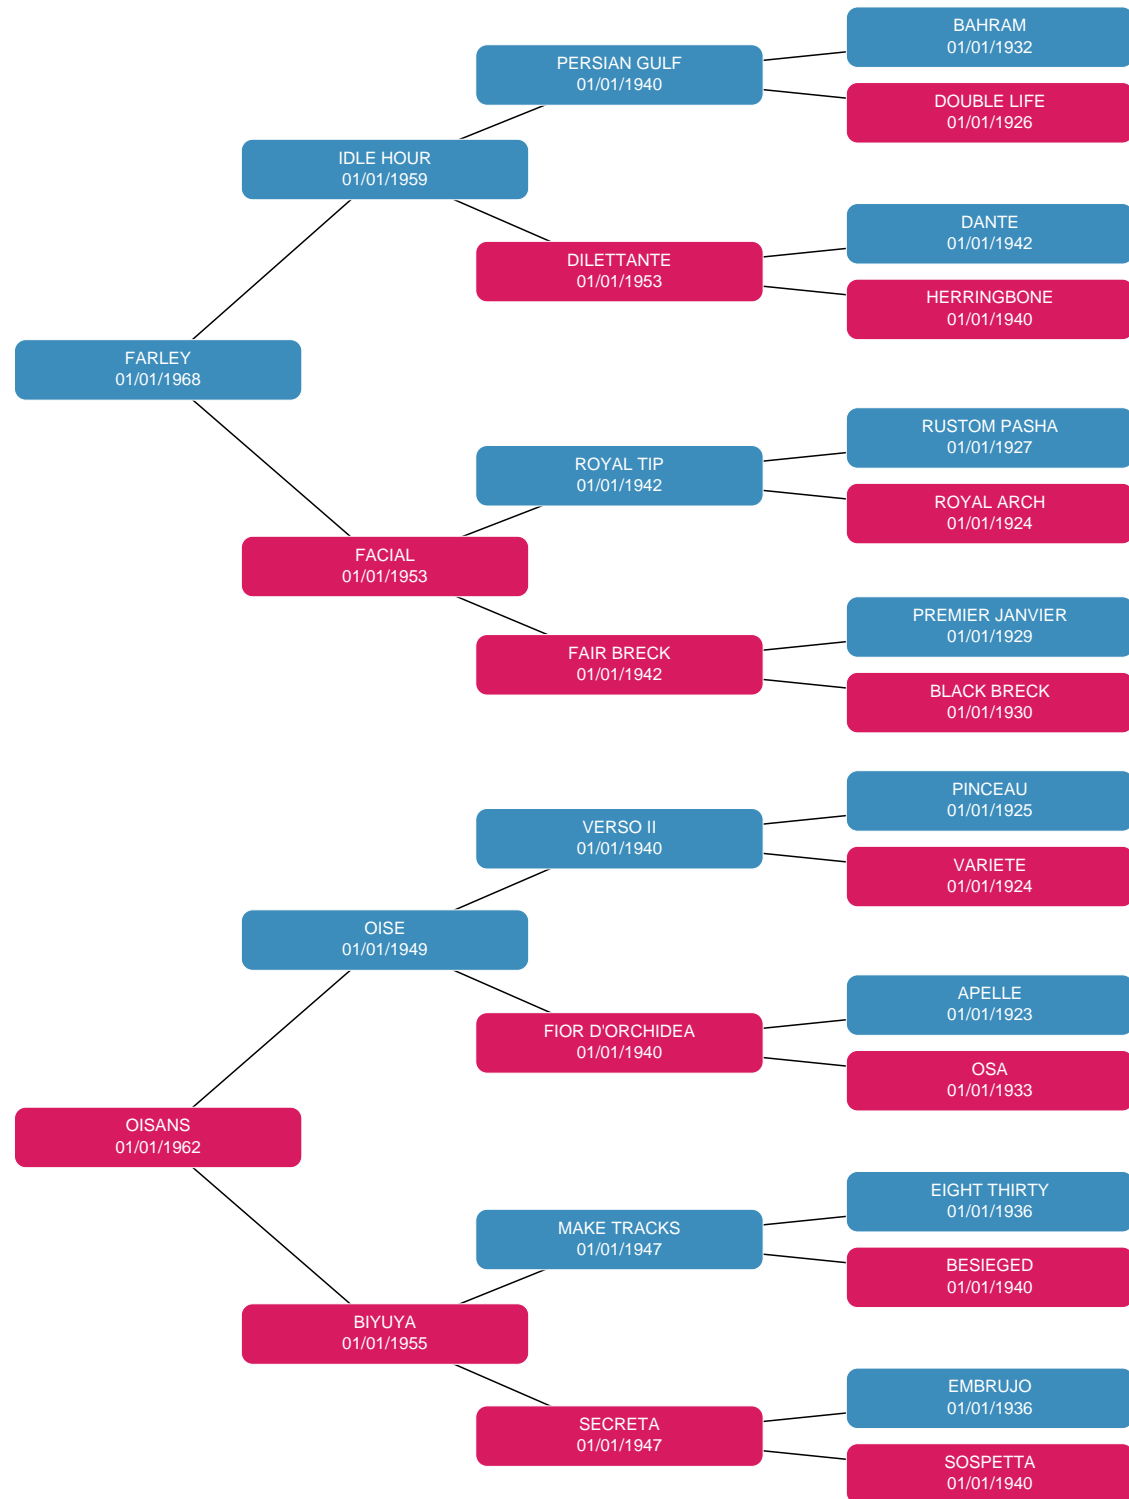 BAHRAM
01/01/1932
PERSIAN GULF
01/01/1940
DOUBLE LIFE
01/01/1926
IDLE HOUR
01/01/1959
DANTE
01/01/1942
DILETTANTE
01/01/1953
HERRINGBONE
01/01/1940
FARLEY
01/01/1968
RUSTOM PASHA
01/01/1927
ROYAL TIP
01/01/1942
ROYAL ARCH
01/01/1924
FACIAL
01/01/1953
PREMIER JANVIER
01/01/1929
FAIR BRECK
01/01/1942
BLACK BRECK
01/01/1930
PINCEAU
01/01/1925
VERSO II
01/01/1940
VARIETE
01/01/1924
OISE
01/01/1949
APELLE
01/01/1923
FIOR D'ORCHIDEA
01/01/1940
OSA
01/01/1933
OISANS
01/01/1962
EIGHT THIRTY
01/01/1936
MAKE TRACKS
01/01/1947
BESIEGED
01/01/1940
BIYUYA
01/01/1955
EMBRUJO
01/01/1936
SECRETA
01/01/1947
SOSPETTA
01/01/1940